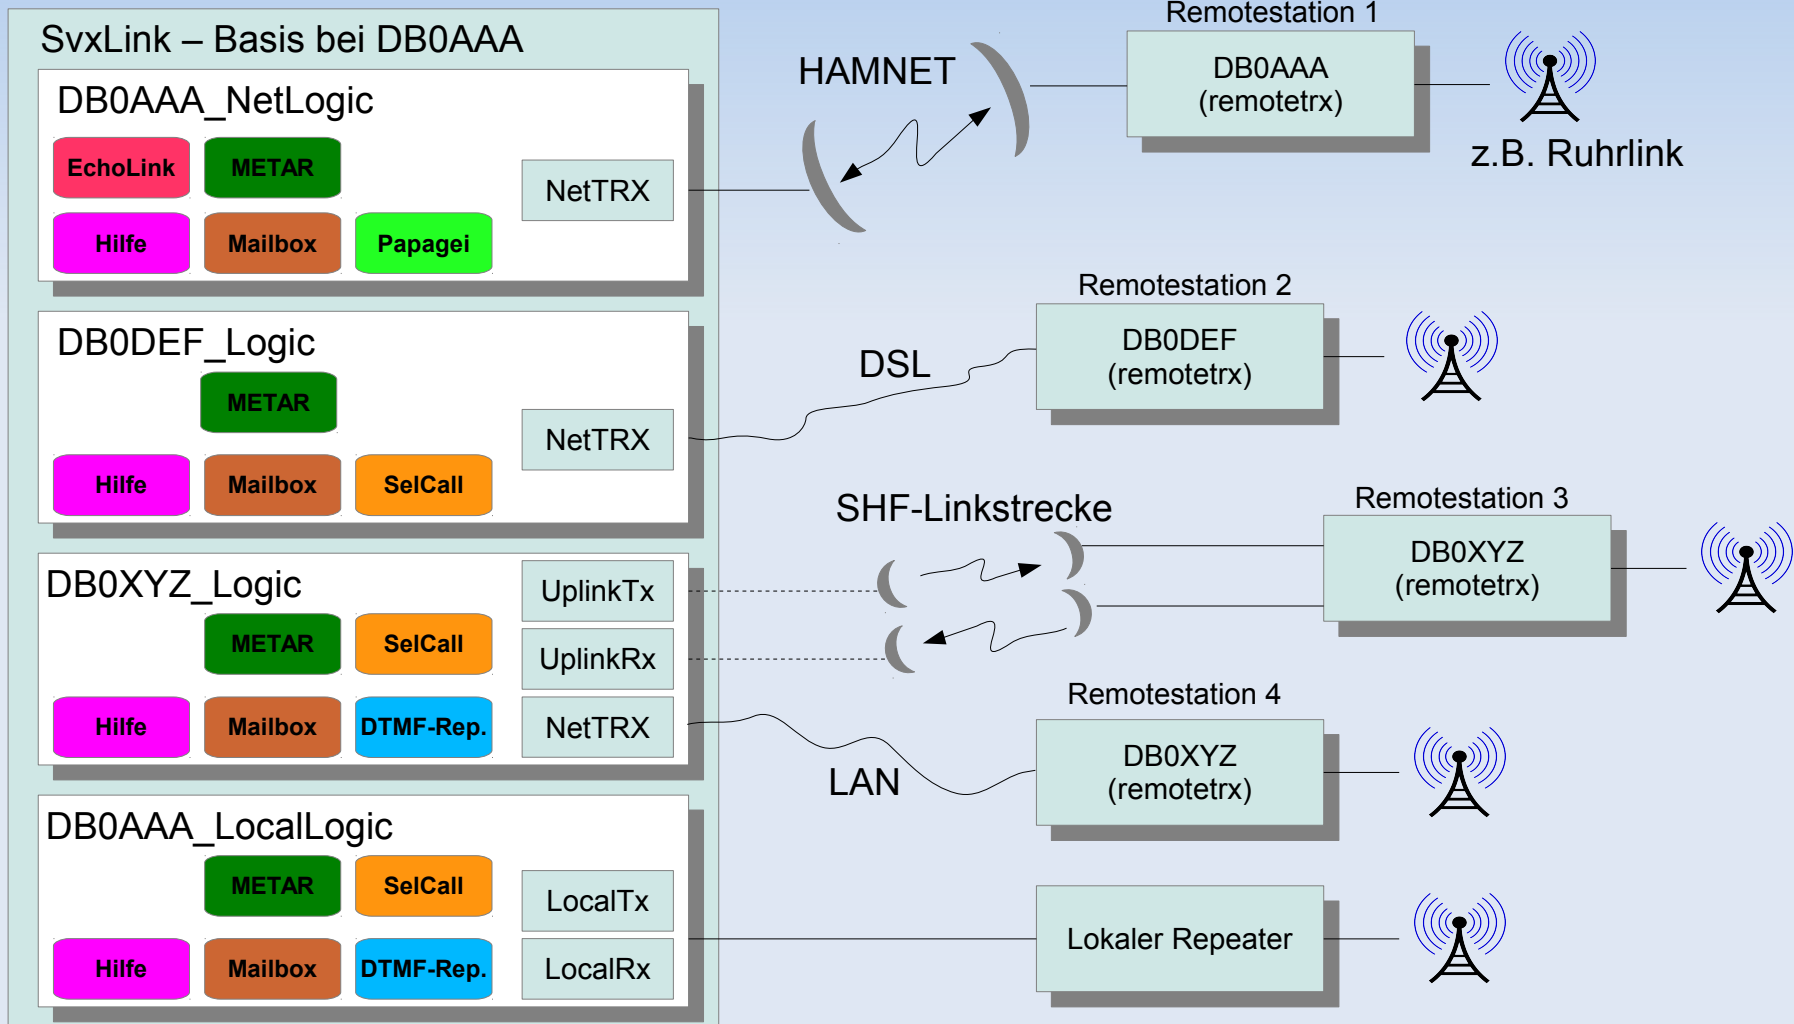 SvxLink – Basis bei DB0AAA
DB0AAA_NetLogic
EchoLink
METAR
NetTRX
Hilfe
Mailbox
Papagei
HAMNET
Remotestation 1
DB0AAA
(remotetrx)
z.B. Ruhrlink
DB0DEF_Logic
METAR
NetTRX
Hilfe
Mailbox
SelCall
DSL
Remotestation 2
DB0DEF
(remotetrx)
DB0XYZ_Logic
UplinkTx
METAR
SelCall
UplinkRx
Hilfe
Mailbox
DTMF-Rep.
NetTRX
SHF-Linkstrecke
Remotestation 3
DB0XYZ
(remotetrx)
LAN
Remotestation 4
DB0XYZ
(remotetrx)
DB0AAA_LocalLogic
METAR
SelCall
LocalTx
Hilfe
Mailbox
DTMF-Rep.
LocalRx
Lokaler Repeater